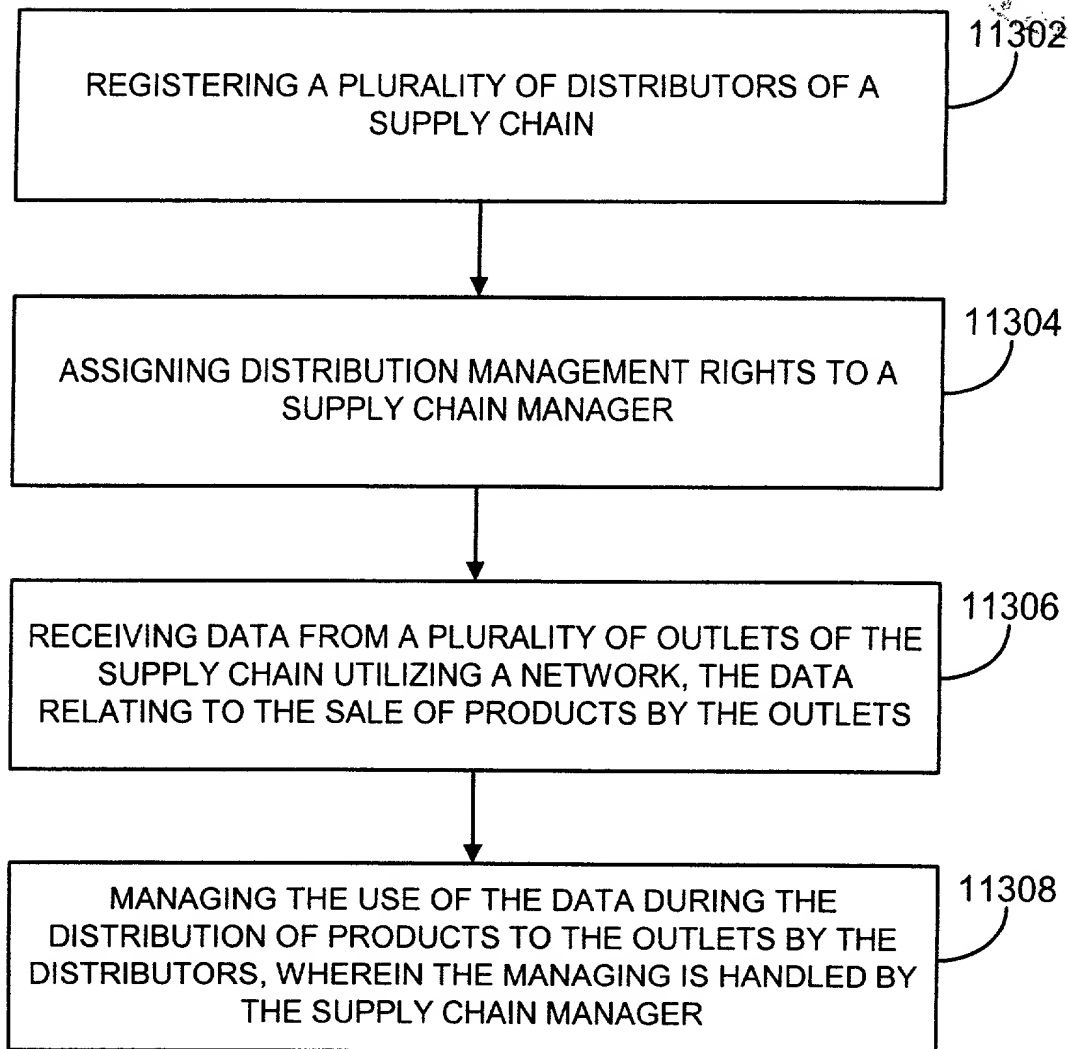 11302
REGISTERING A PLURALITY OF DISTRIBUTORS OF A
SUPPLY CHAIN
11304
ASSIGNING DISTRIBUTION MANAGEMENT RIGHTS TO A
SUPPLY CHAIN MANAGER
11306
RECEIVING DATA FROM A PLURALITY OF OUTLETS OF THE
SUPPLY CHAIN UTILIZING A NETWORK, THE DATA
RELATING TO THE SALE OF PRODUCTS BY THE OUTLETS
11308
MANAGING THE USE OF THE DATA DURING THE
DISTRIBUTION OF PRODUCTS TO THE OUTLETS BY THE
DISTRIBUTORS, WHEREIN THE MANAGING IS HANDLED BY
THE SUPPLY CHAIN MANAGER